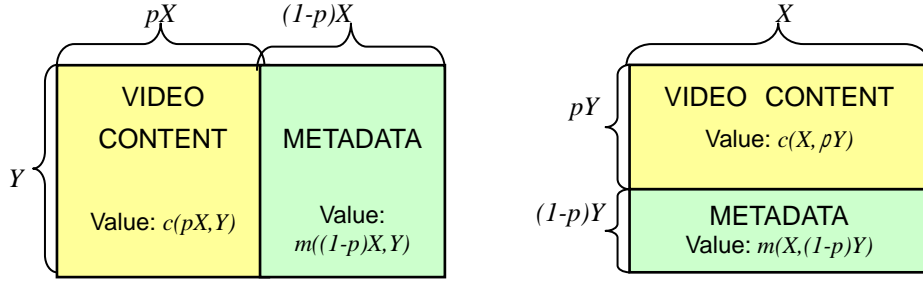 pX
(1-p)X
VIDEO
CONTENT
METADATA
Y
Value: c(pX,Y)
Value:
m((1-p)X,Y)
X
VIDEO CONTENT
pY
Value: c(X,pY)
(1-p)Y
METADATA
Value: m(X,(1-p)Y)